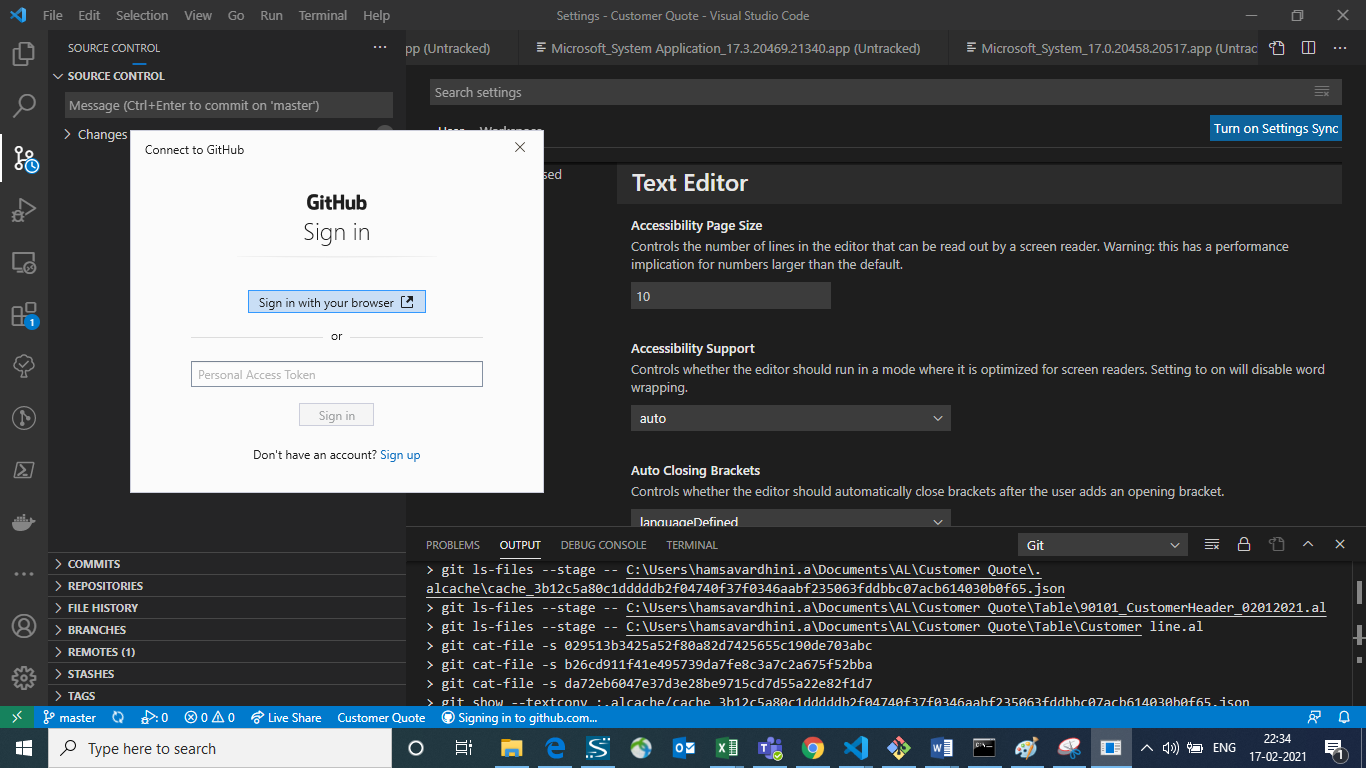 File Edit Selection View Go Run Terminal Help
Settings - Customer Quote - Visual Studio Code
SOURCE CONTROL
pp (Untracked)
Microsoft_System Application_17.3.20469.21340.app (Untracked)
Microsoft_System_17.0.20458.20517.app (Untrac
SOURCE CONTROL
Message (Ctrl+Enter to commit on 'master')
Search settings
Changes
User Workspace
Turn on Settings Sync
Connect to GitHub
sed
GitHub
Sign in
Sign in with your browser
or
Personal Access Token
Sign in
Don't have an account? Sign up
Text Editor
Accessibility Page Size
Controls the number of lines in the editor that can be read out by a screen reader. Warning: this has a performance
implication for numbers larger than the default.
10
Accessibility Support
Controls whether the editor should run in a mode where it is optimized for screen readers. Setting to on will disable word
wrapping.
auto
Auto Closing Brackets
Controls whether the editor should automatically close brackets after the user adds an opening bracket.
languageDefined
1
COMMITS
REPOSITORIES
FILE HISTORY
BRANCHES
REMOTES (1)
STASHES
TAGS
PROBLEMS OUTPUT DEBUG CONSOLE TERMINAL
Git
> git ls-files --stage -- C:\Users\hamsavardhini.a\Documents\AL\Customer Quote\.
alcache\cache_3b12c5a80c1dddddb2f04740f37f0346aabf235063fddbbc07acb614030b0f65.json
> git ls-files --stage -- C:\Users\hamsavardhini.a\Documents\AL\Customer Quote\Table\90101_CustomerHeader_02012021.al
> git ls-files --stage -- C:\Users\hamsavardhini.a\Documents\AL\Customer Quote\Table\Customer line.al
> git cat-file -s 029513b3425a52f80a82d7425655c190de703abc
> git cat-file -s b26cd911f41e495739da7fe8c3a7c2a675f52bba
> git cat-file -s da72eb6047e37d3e28be9715cd7d55a22e82f1d7
> git show --textconv :.alcache/cache_3b12c5a80c1dddddb2f04740f37f0346aabf235063fddbbc07acb614030b0f65.json
master 0 0 0 Live Share Customer Quote Signing in to github.com...
Type here to search
ENG
22:34
17-02-2021
1